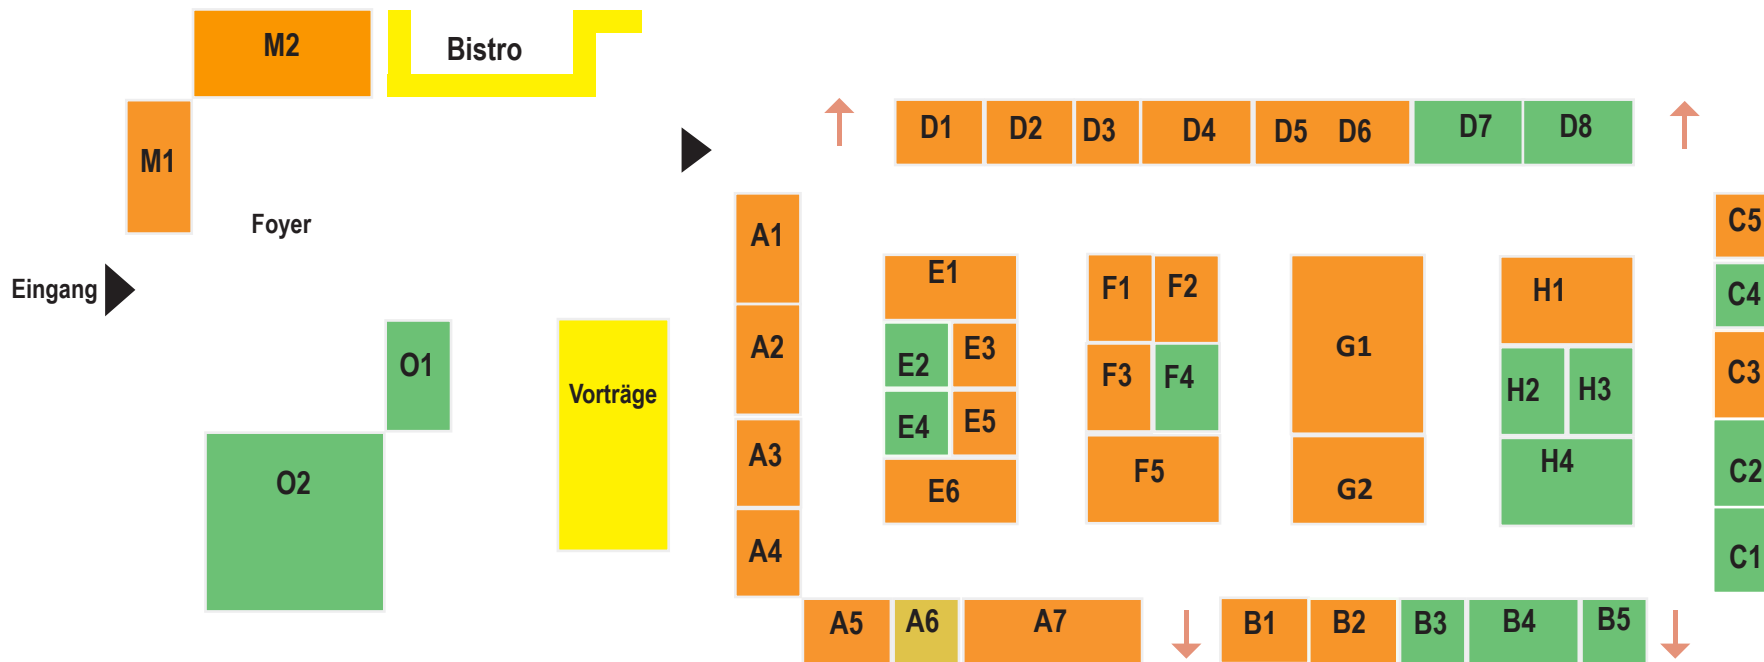 M2
Bistro
M1
D1
D2
D3
D4
D5
D6
D7
D8
Foyer
Eingang
A1
A2
A3
A4
E1
E2
E3
E4
E5
E6
F1
F2
F3
F4
F5
G1
G2
H1
H2
H3
H4
C5
C4
C3
C2
C1
O1
O2
Vorträge
A5
A6
A7
B1
B2
B3
B4
B5